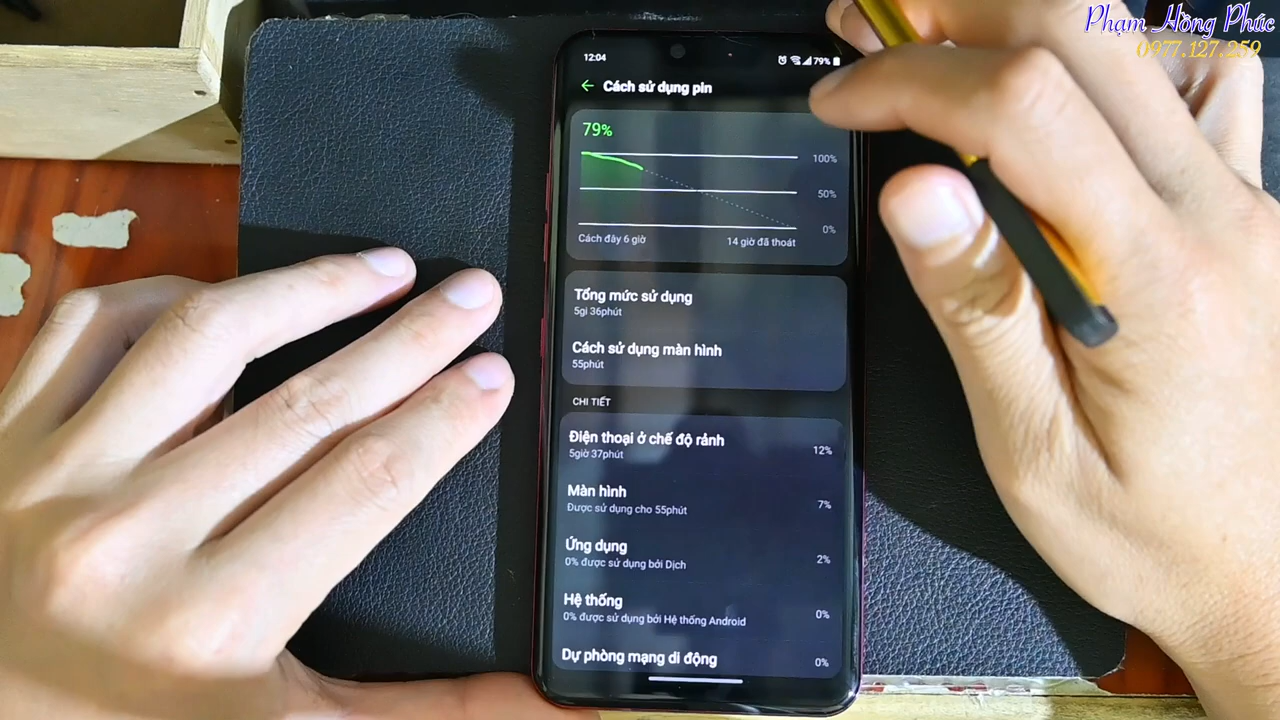 Phạm Hồng Phúc
0977.127.259
12:04
79%
Cách sử dụng pin
79%
100%
50%
0%
Cách đây 6 giờ
14 giờ đã thoát
Tổng mức sử dụng
5gi 36phút
Cách sử dụng màn hình
55phút
CHI TIẾT
Điện thoại ở chế độ rảnh
5giờ 37phút
12%
Màn hình
Được sử dụng cho 55phút
7%
Ứng dụng
0% được sử dụng bởi Dịch
2%
Hệ thống
0% được sử dụng bởi Hệ thống Android
0%
Dự phòng mạng di động
0%